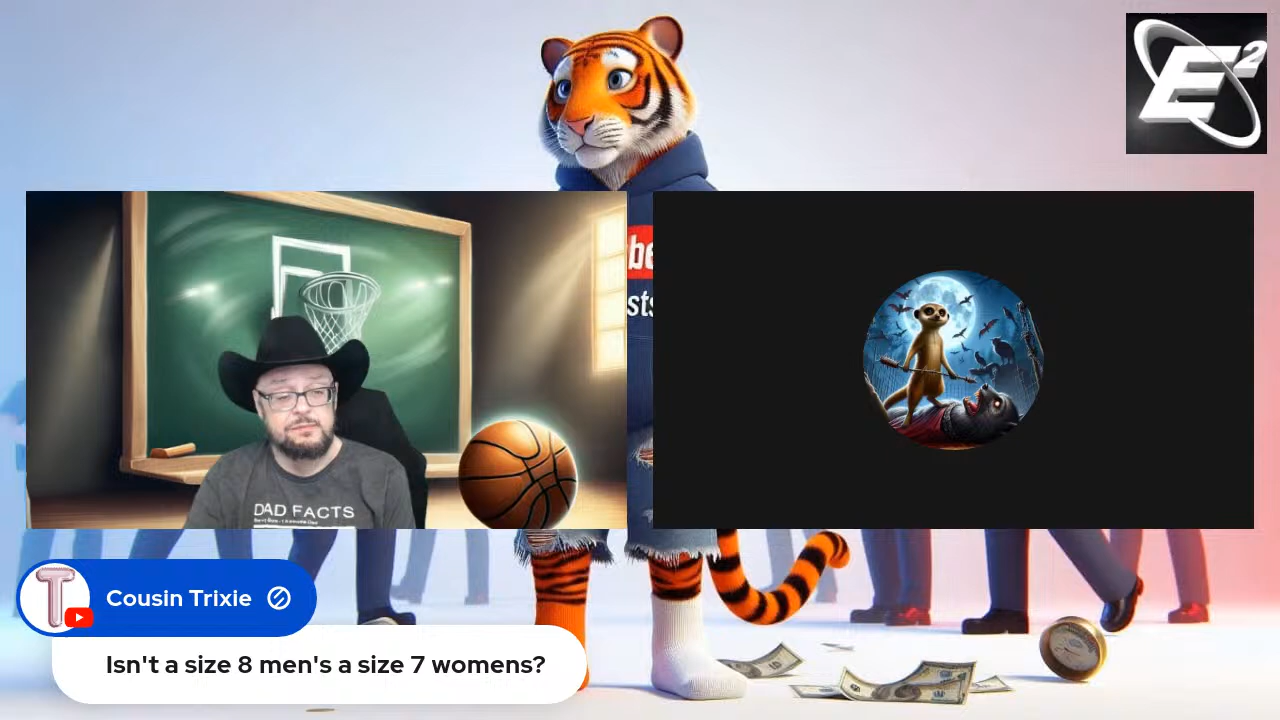 E²
be
sts
DAD FACTS
Cousin Trixie
Isn't a size 8 men's a size 7 womens?